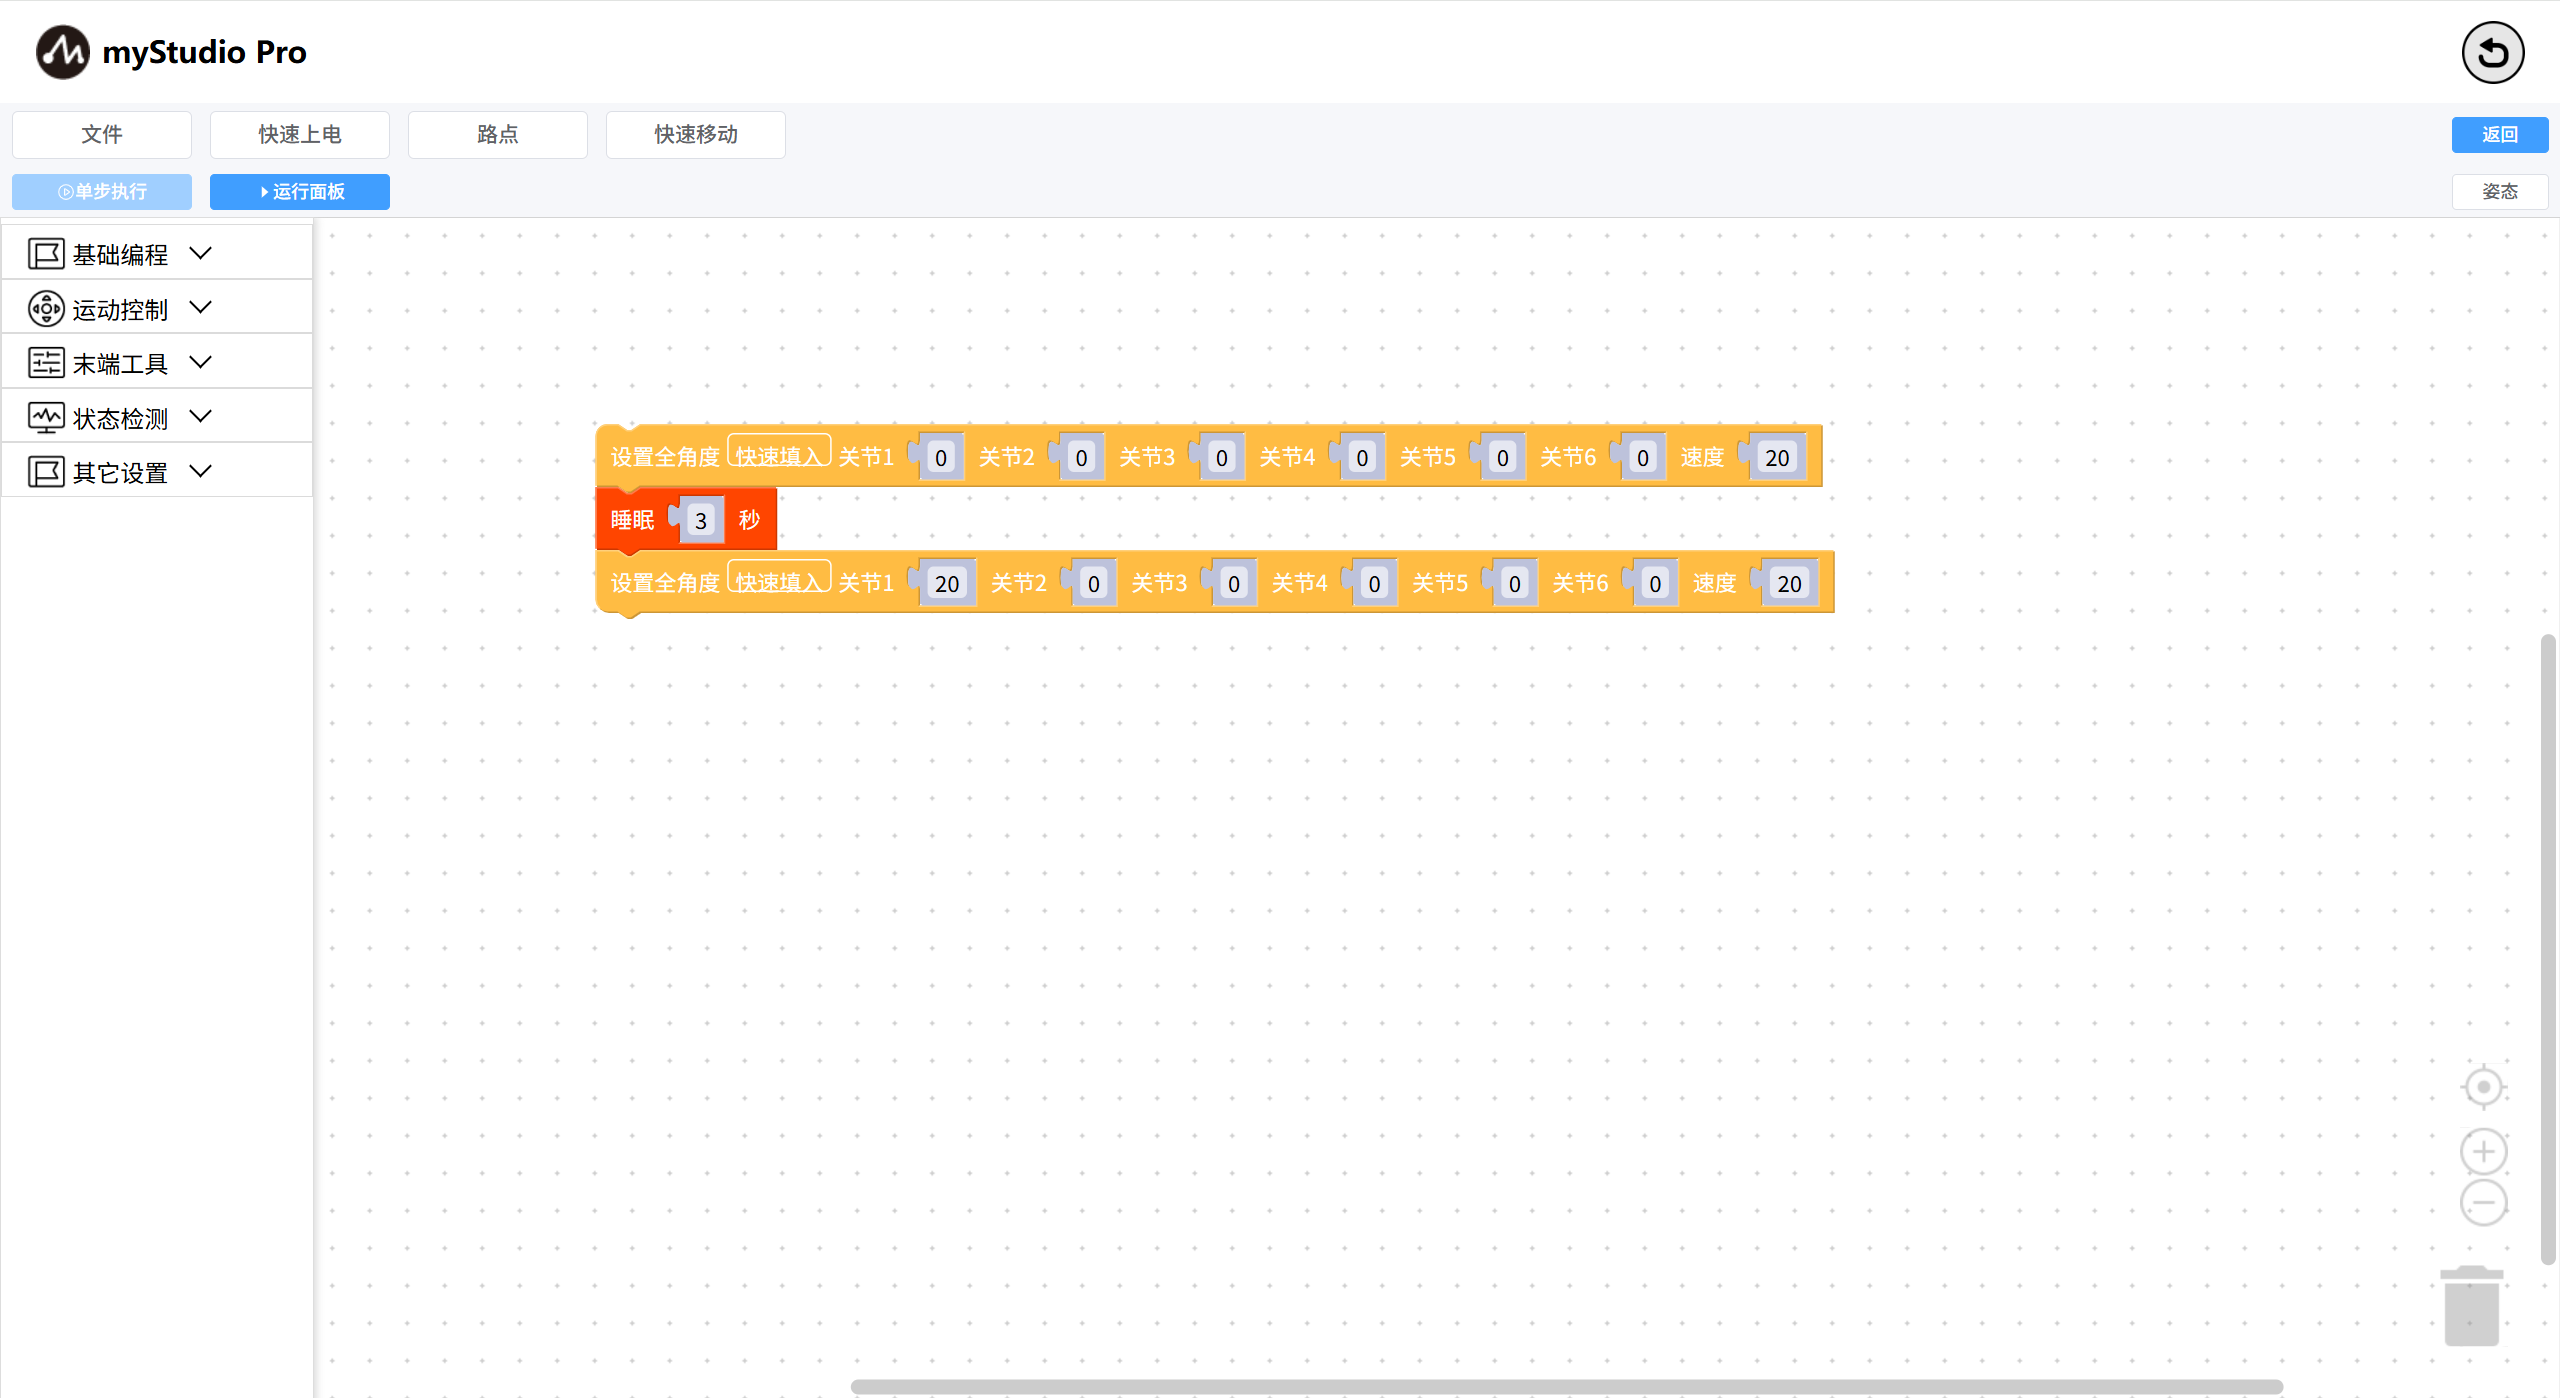 myStudio Pro
文件 快速上电 路点 快速移动 返回
单步执行 运行面板 姿态
基础编程
运动控制
末端工具
状态检测
其它设置
设置全角度 快速填入 关节1 0 关节2 0 关节3 0 关节4 0 关节5 0 关节6 0 速度 20
睡眠 3 秒
设置全角度 快速填入 关节1 20 关节2 0 关节3 0 关节4 0 关节5 0 关节6 0 速度 20